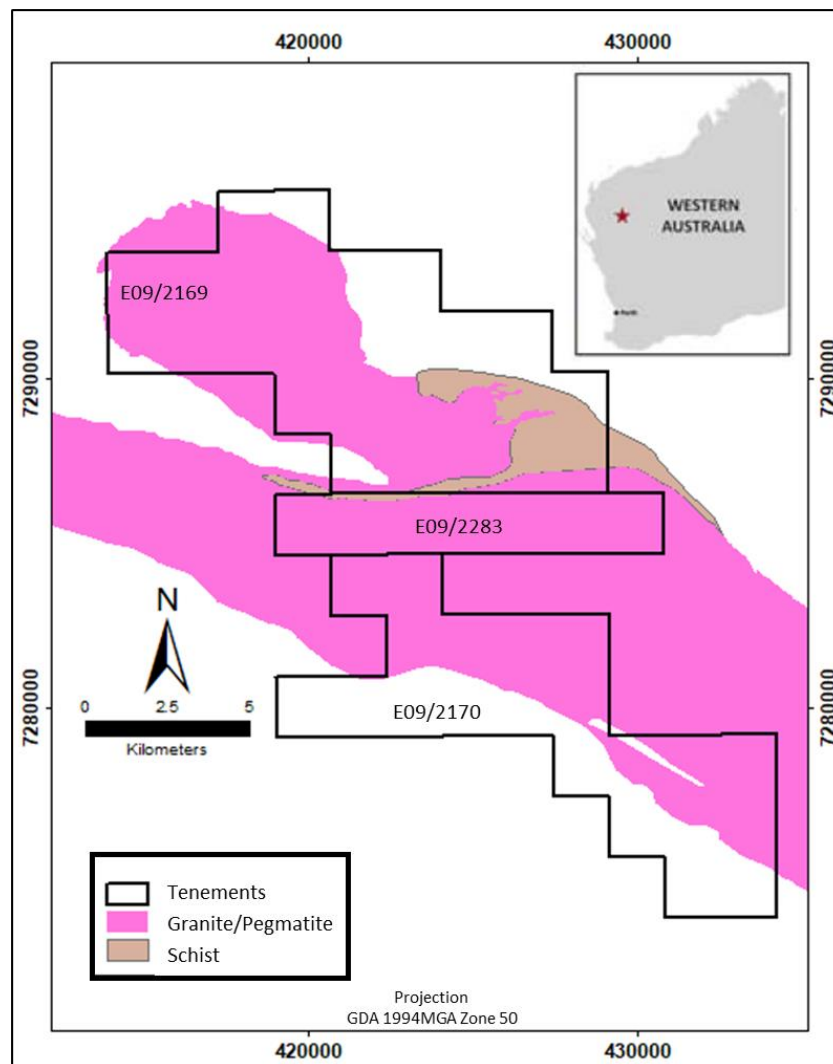 420000
430000
WESTERN
AUSTRALIA
Perth
E09/2169
7290000
7290000
E09/2283
N
0
2.5
5
Kilometers
7280000
7280000
E09/2170
Tenements
Granite/Pegmatite
Schist
Projection
GDA 1994MGA Zone 50
420000
430000